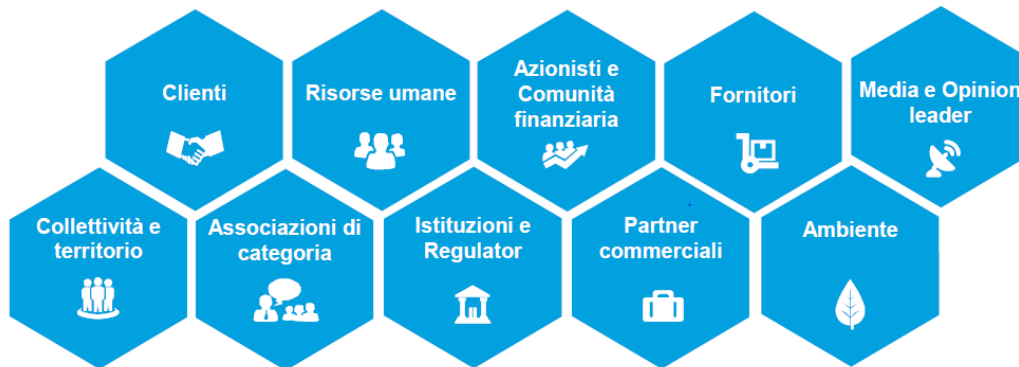 Clienti
Risorse umane
Azionisti e
Comunità
finanziaria
Fornitori
Media e Opinion
leader
Collettività e
territorio
Associazioni di
categoria
Istituzioni e
Regulator
Partner
commerciali
Ambiente